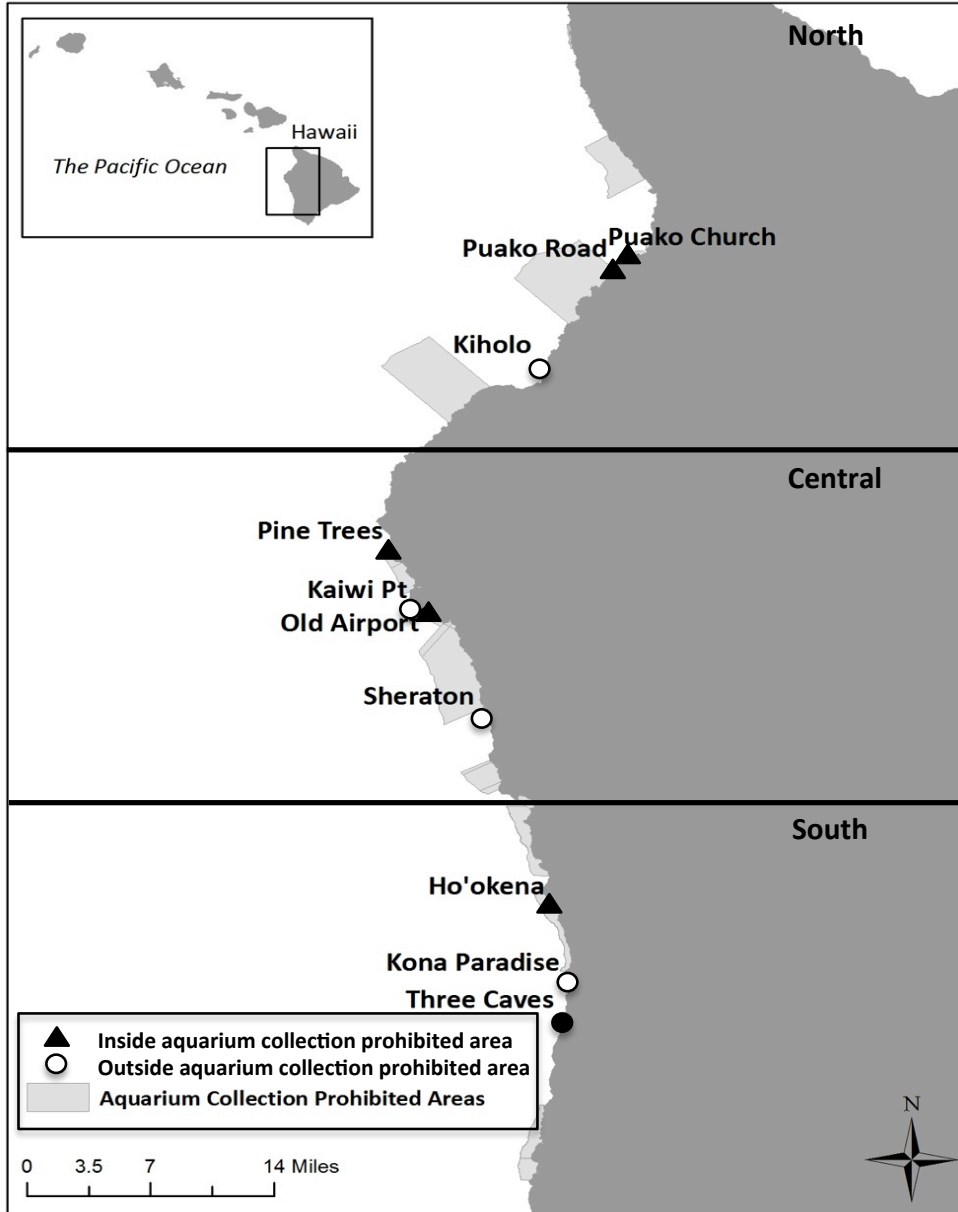 North
Hawaii
The Pacific Ocean
Puako Church
Puako Road
Kiholo
Central
Pine Trees
Kaiwi Pt
Old Airport
Sheraton
South
Ho'okena
Kona Paradise
Three Caves
Inside aquarium collection prohibited area
Outside aquarium collection prohibited area
Aquarium Collection Prohibited Areas
N
0 3.5 7 14 Miles